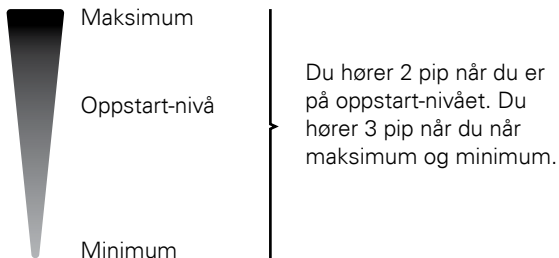 Maksimum
Oppstart-nivå
Minimum
Du hører 2 pip når du er
på oppstart-nivået. Du
hører 3 pip når du når
maksimum og minimum.